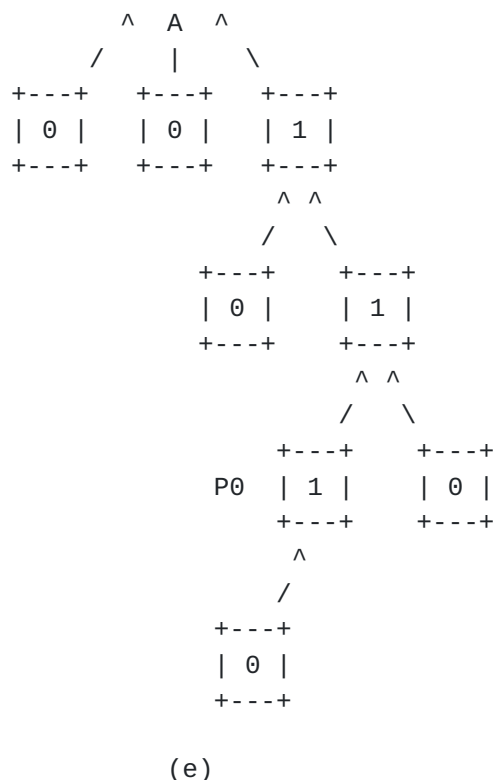 ^ A ^
/ | \
+---+ +---+ +---+
| 0 | | 0 | | 1 |
+---+ +---+ +---+
^ ^
/ \
+---+ +---+
| 0 | | 1 |
+---+ +---+
^ ^
/ \
+---+ +---+
P0 | 1 | | 0 |
+---+ +---+
^
/
+---+
| 0 |
+---+
(e)